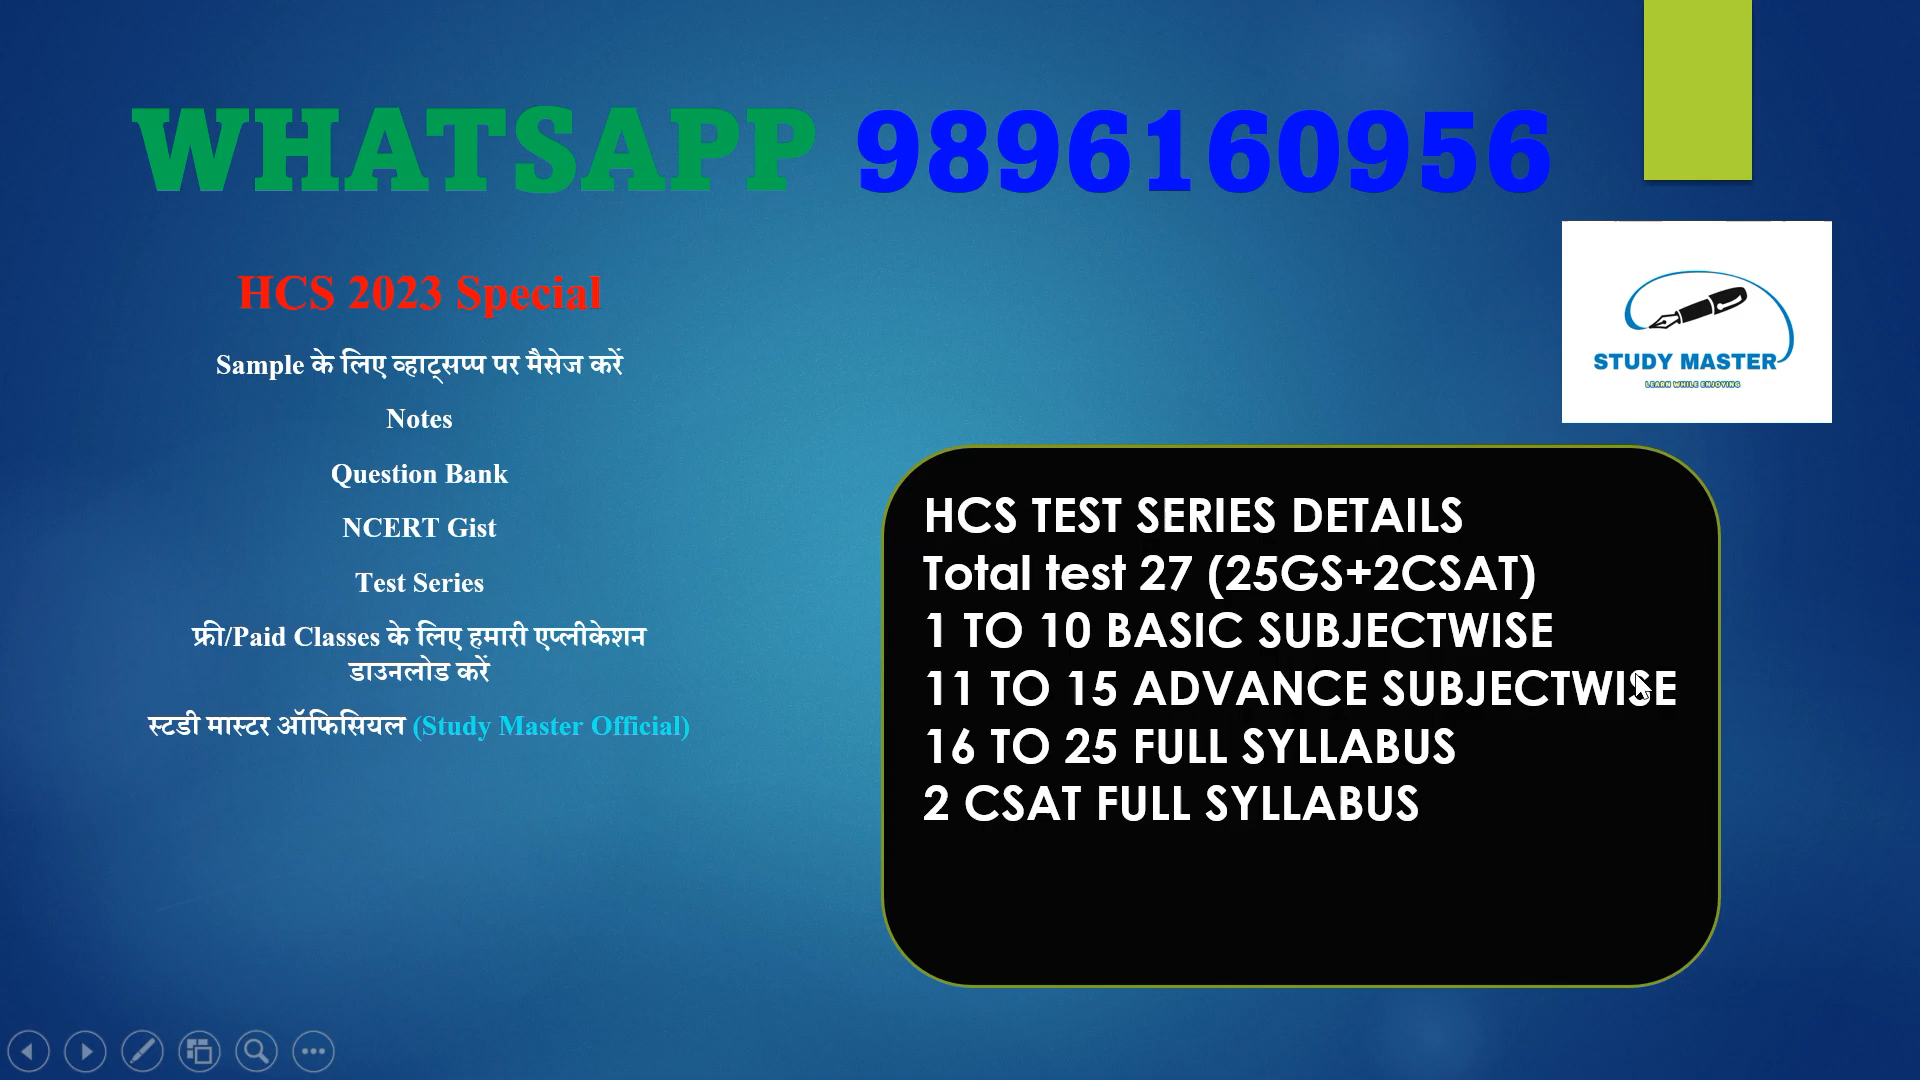 WHATSAPP 9896160956
HCS 2023 Special
Sample के लिए व्हाट्सप्प पर मैसेज करें
Notes
Question Bank
NCERT Gist
Test Series
फ्री/Paid Classes के लिए हमारी एप्लीकेशन
डाउनलोड करें
स्टडी मास्टर ऑफिसियल (Study Master Official)
STUDY MASTER
LEARN WHILE ENJOYING
HCS TEST SERIES DETAILS
Total test 27 (25GS+2CSAT)
1 TO 10 BASIC SUBJECTWISE
11 TO 15 ADVANCE SUBJECTWISE
16 TO 25 FULL SYLLABUS
2 CSAT FULL SYLLABUS